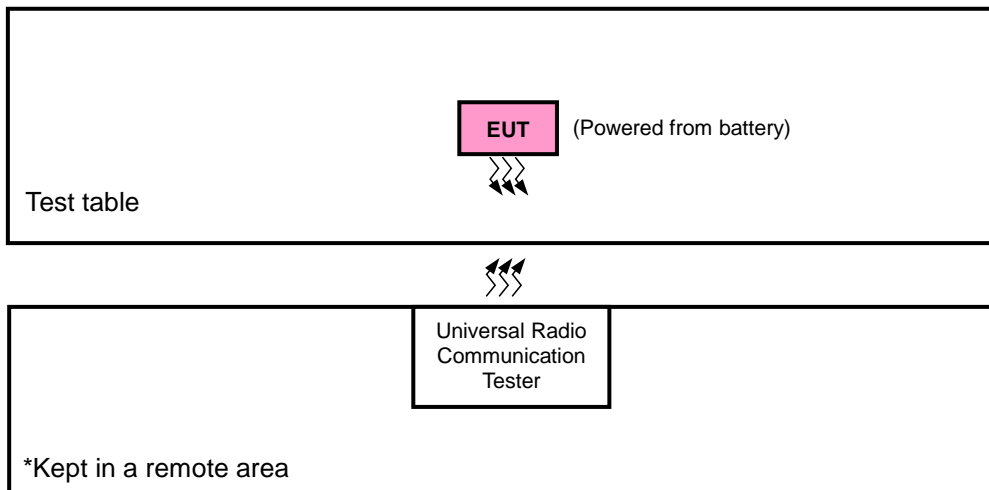 EUT
(Powered from battery)
Test table
Universal Radio
Communication
Tester
*Kept in a remote area